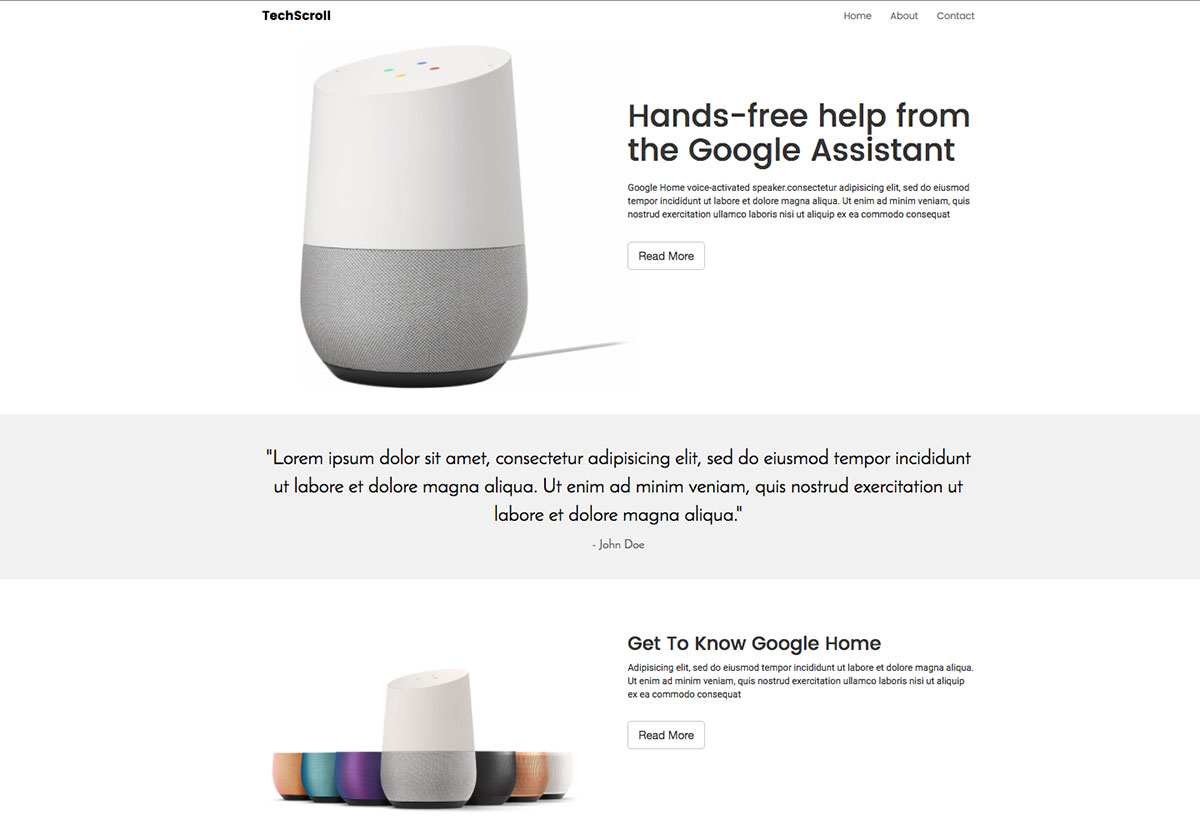 TechScroll
Home About Contact
Hands-free help from
the Google Assistant
Google Home voice-activated speaker.consectetur adipisicing elit, sed do eiusmod
tempor incididunt ut labore et dolore magna aliqua. Ut enim ad minim veniam, quis
nostrud exercitation ullamco laboris nisi ut aliquip ex ea commodo consequat
Read More
"Lorem ipsum dolor sit amet, consectetur adipisicing elit, sed do eiusmod tempor incididunt
ut labore et dolore magna aliqua. Ut enim ad minim veniam, quis nostrud exercitation ut
labore et dolore magna aliqua."
- John Doe
Get To Know Google Home
Adipisicing elit, sed do eiusmod tempor incididunt ut labore et dolore magna aliqua.
Ut enim ad minim veniam, quis nostrud exercitation ullamco laboris nisi ut aliquip
ex ea commodo consequat
Read More